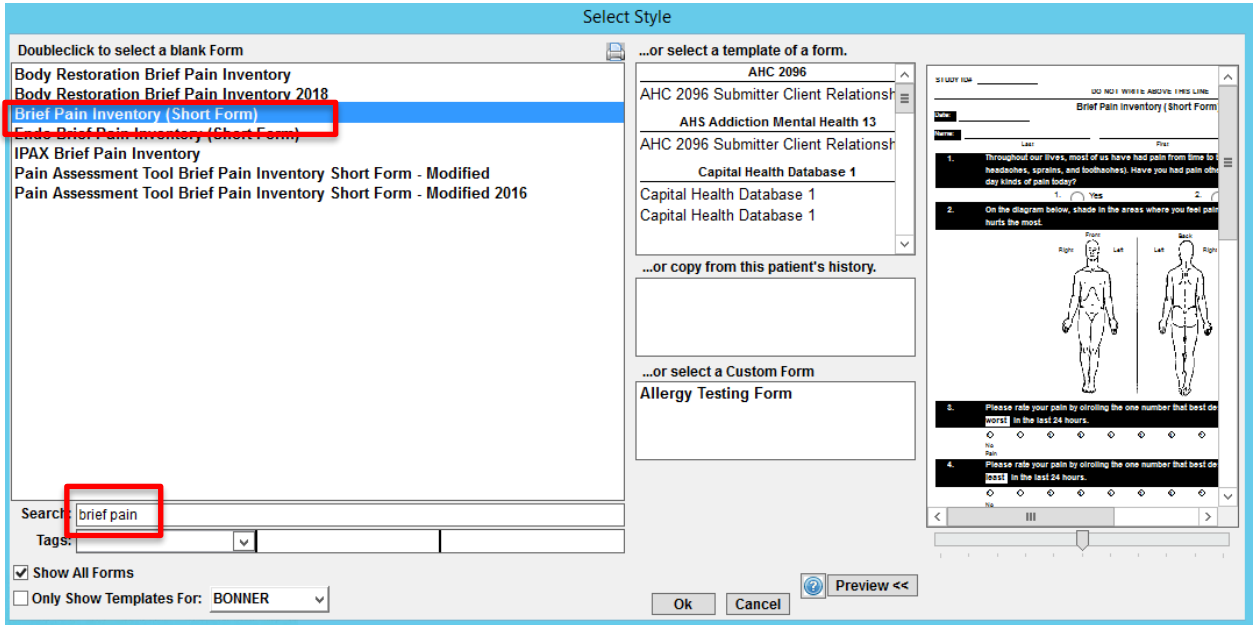 Select Style
Doubleclick to select a blank Form
Body Restoration Brief Pain Inventory
Body Restoration Brief Pain Inventory 2018
Brief Pain Inventory (Short Form)
Endo Brief Pain Inventory (Short Form)
IPAX Brief Pain Inventory
Pain Assessment Tool Brief Pain Inventory Short Form - Modified
Pain Assessment Tool Brief Pain Inventory Short Form - Modified 2016
Search: brief pain
Tags:
Show All Forms
Only Show Templates For: BONNER
...or select a template of a form.
AHC 2096
AHC 2096 Submitter Client Relationsh
AHS Addiction Mental Health 13
AHC 2096 Submitter Client Relationsh
Capital Health Database 1
Capital Health Database 1
Capital Health Database 1
...or copy from this patient's history.
...or select a Custom Form
Allergy Testing Form
Ok
Cancel
Preview <<
STUDY ID#
DO NOT WRITE ABOVE THIS LINE
Brief Pain Inventory (Short Form
Date:
Name:
Last First
1. Throughout our lives, most of us have had pain from time to
headaches, sprains, and toothaches). Have you had pain
day kinds of pain today?
1. Yes 2.
2. On the diagram below, shade in the areas where you feel
hurts the most.
Front Back
Right Left Left Right
3. Please rate your pain by circling the one number that best
worst in the last 24 hours.
No
Pain
4. Please rate your pain by circling the one number that best
least in the last 24 hours.
No